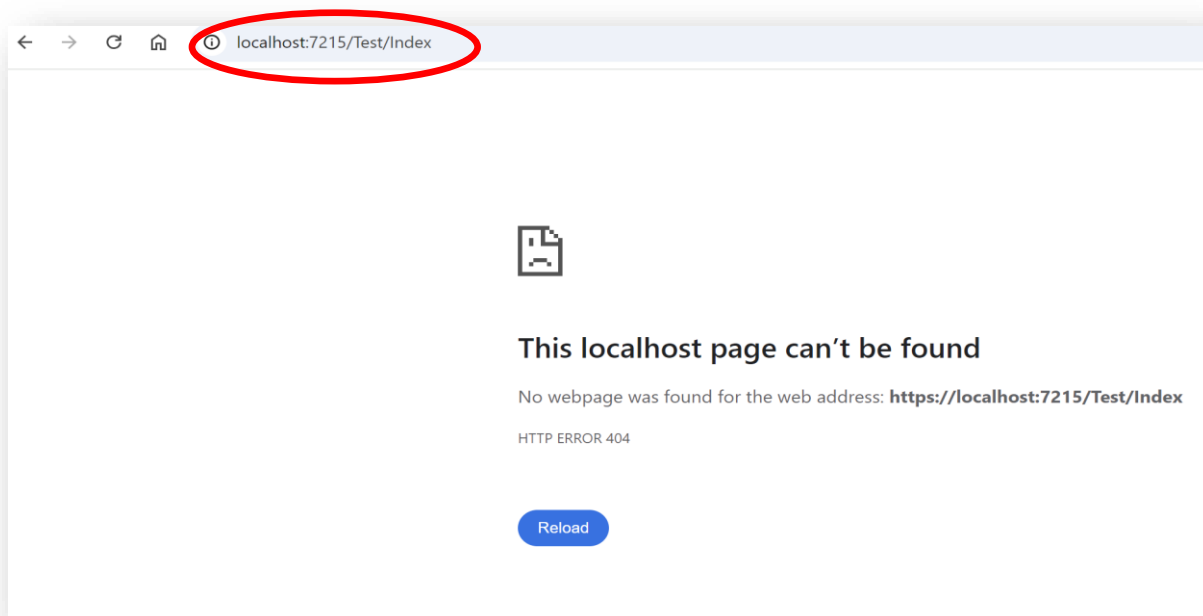 localhost:7215/Test/Index
This localhost page can’t be found
No webpage was found for the web address: https://localhost:7215/Test/Index
HTTP ERROR 404
Reload